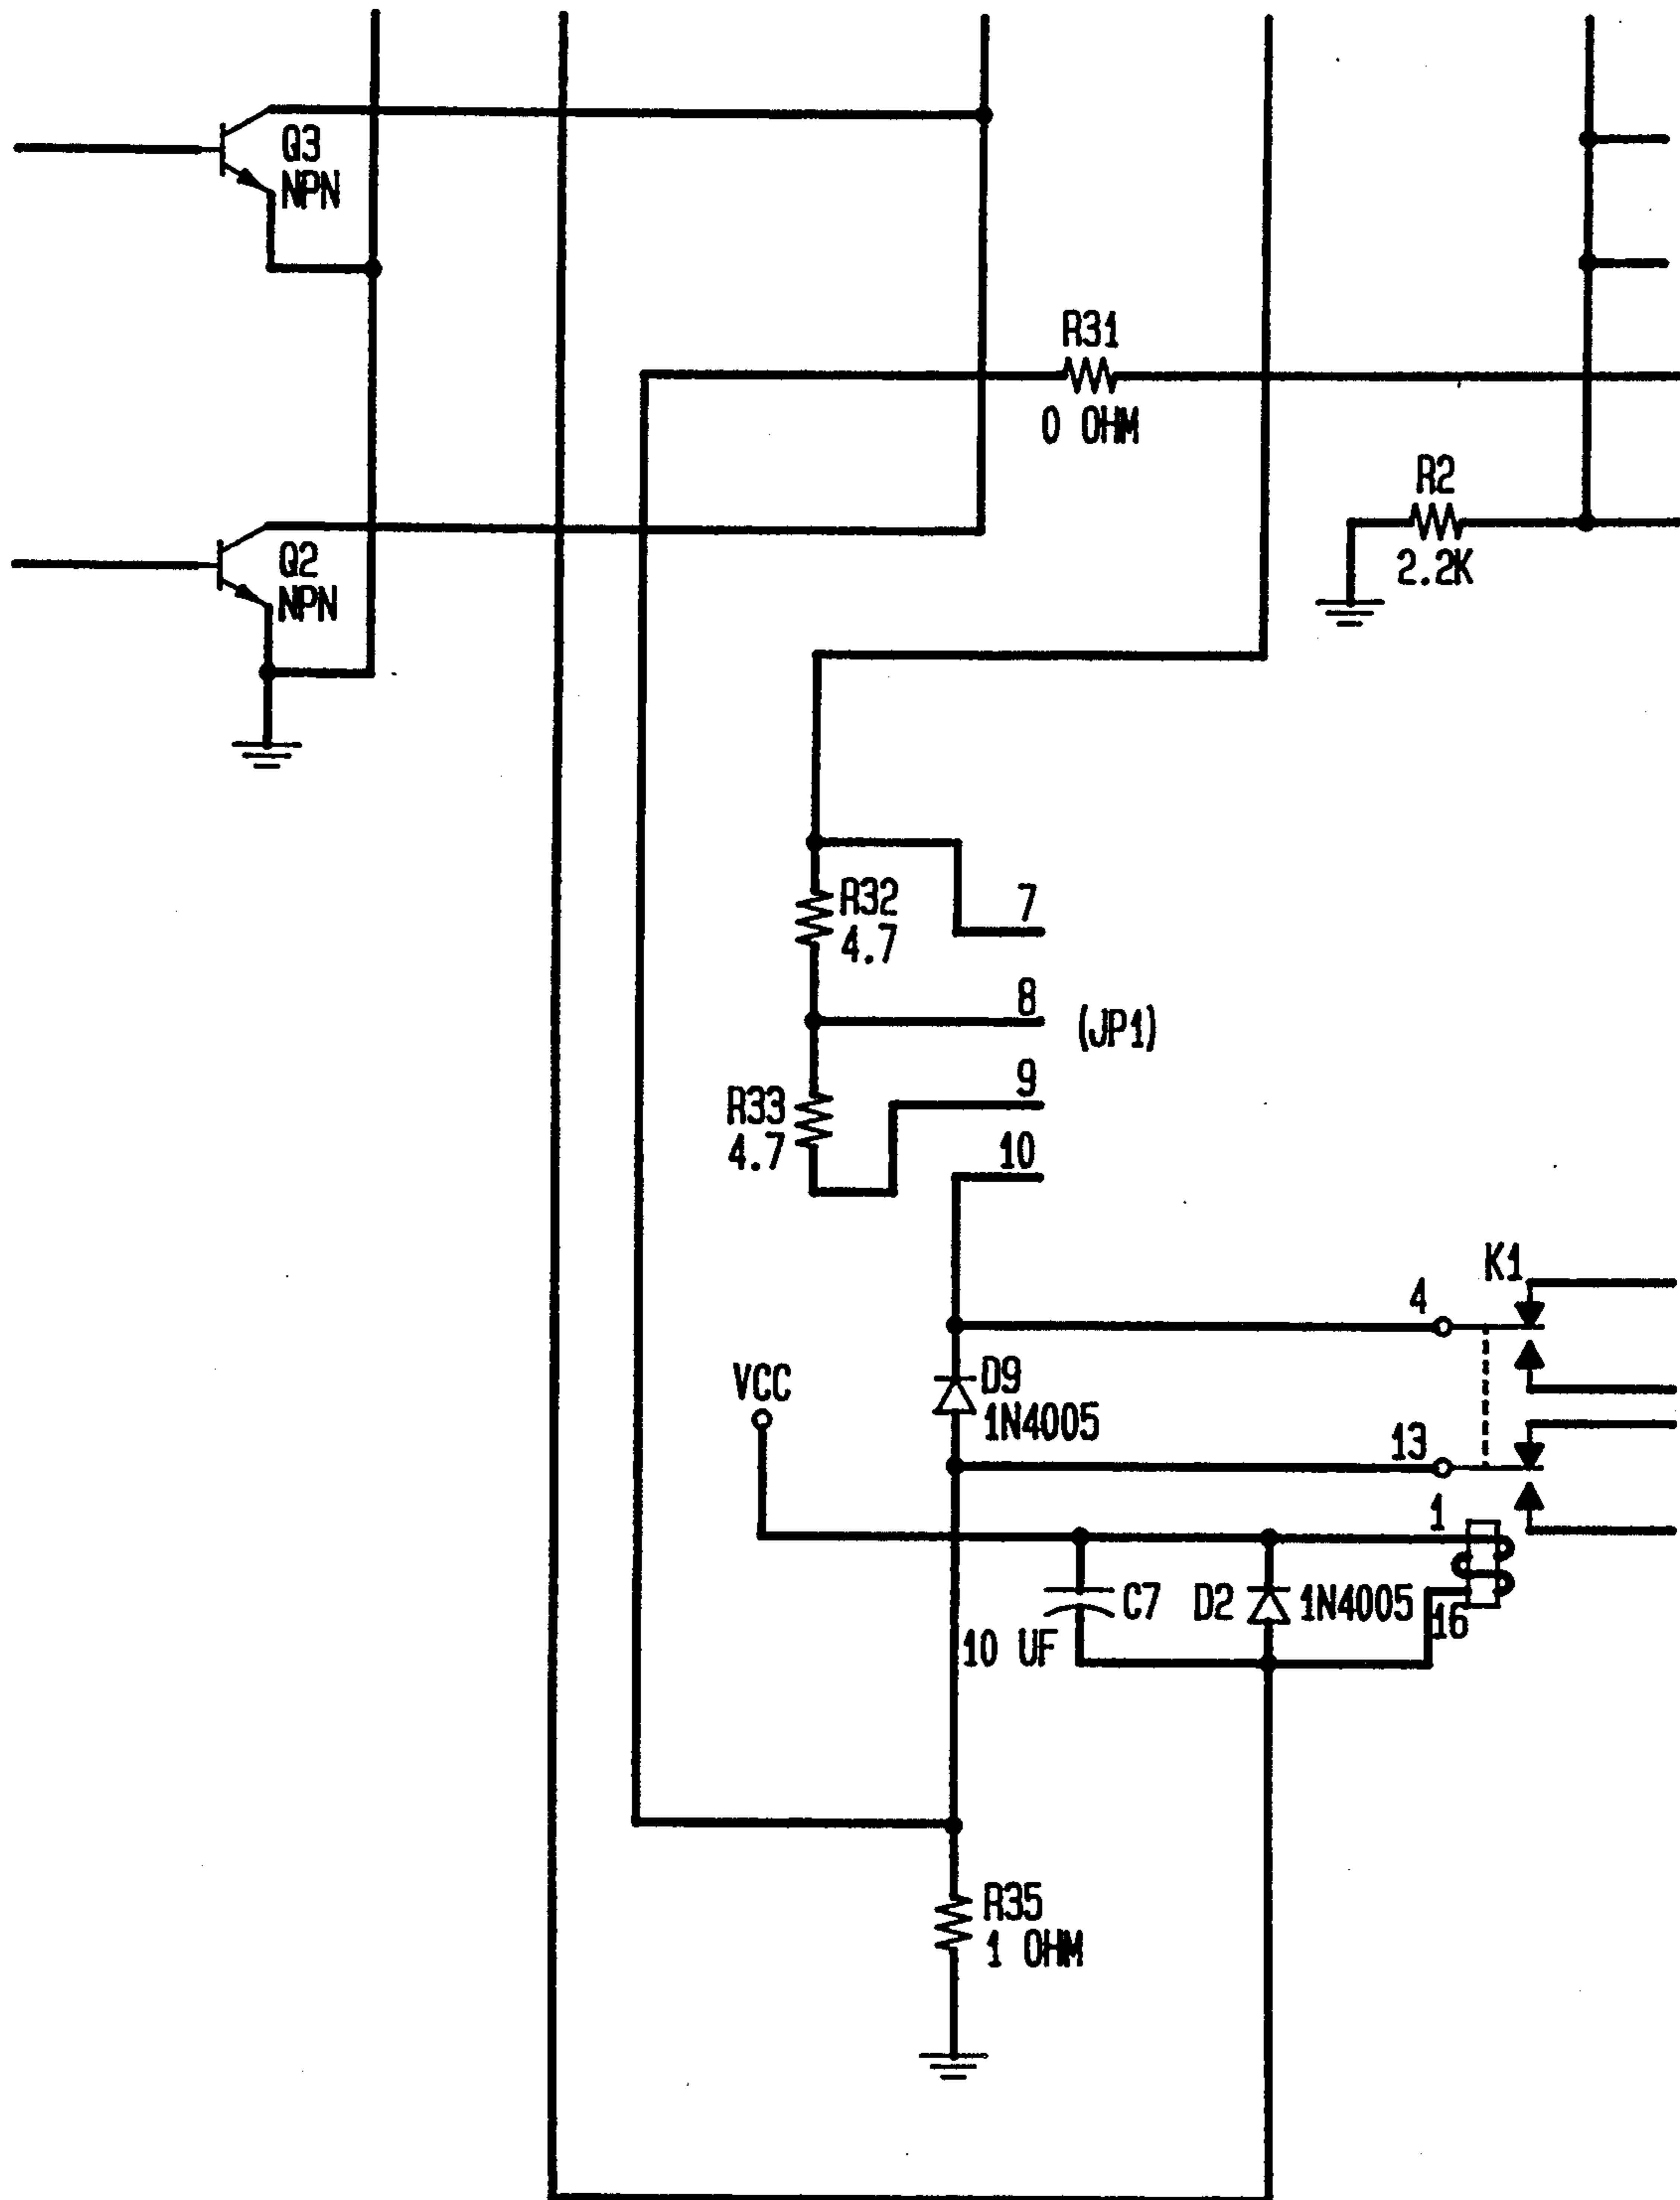 Q3
NPN
R31
0 OHM
R2
2.2K
Q2
NPN
R32
4.7
7
8
(JP1)
9
R33
4.7
10
K1
4
VCC
D9
1N4005
13
1
C7
D2
1N4005
16
10 UF
R35
1 OHM